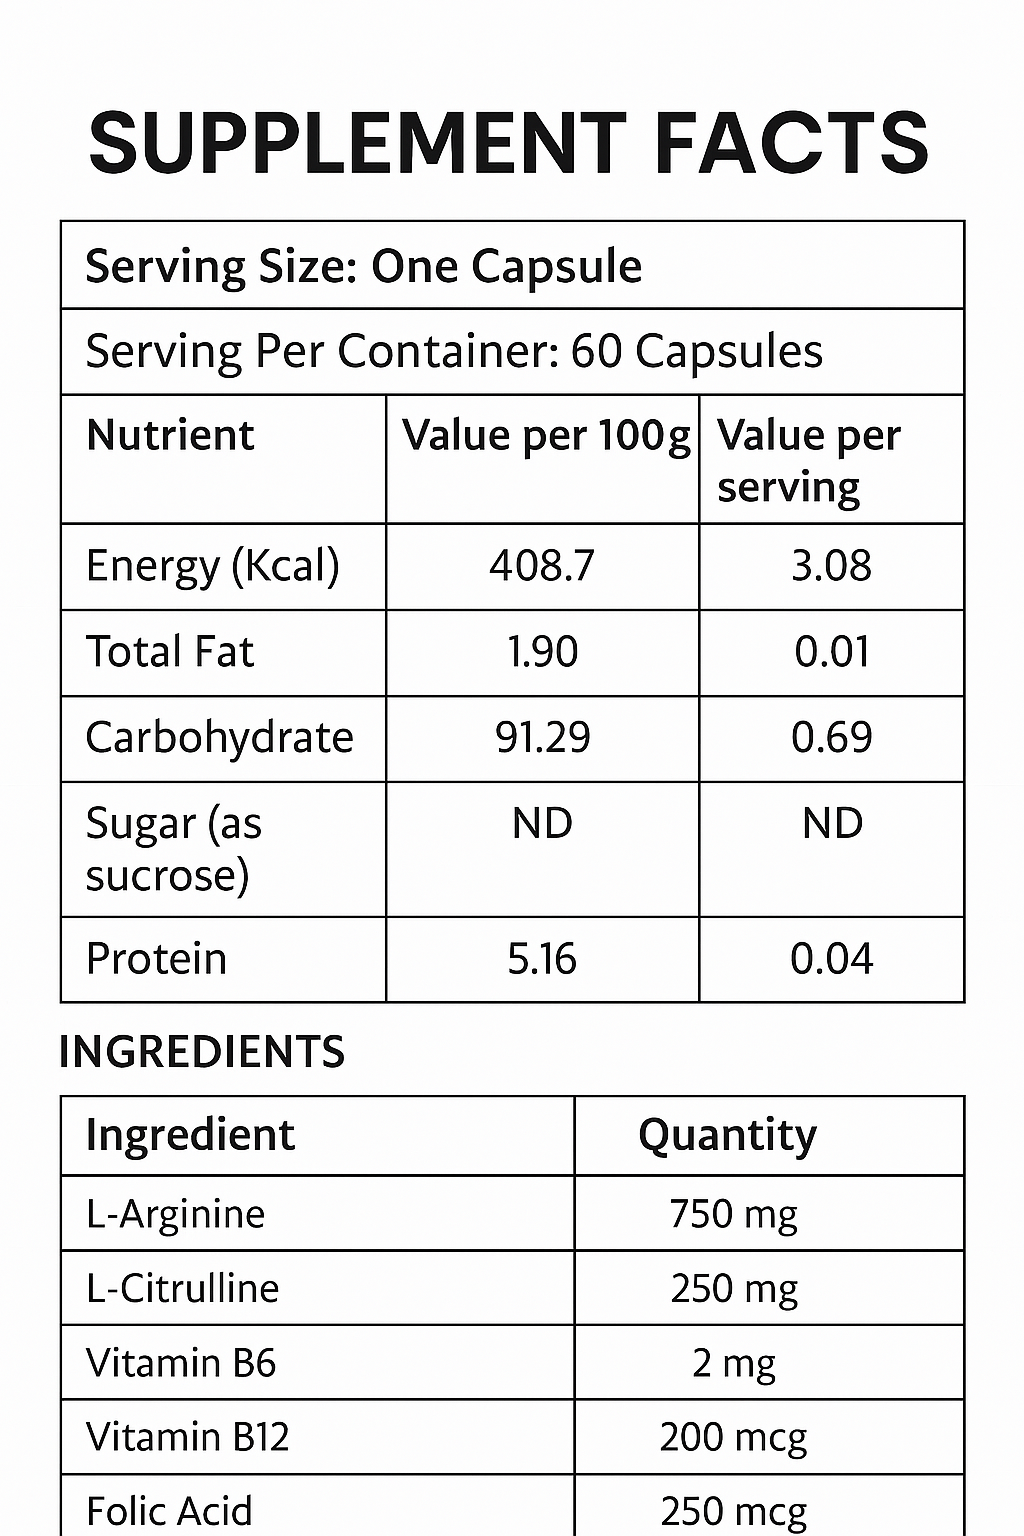 SUPPLEMENT FACTS
Serving Size: One Capsule
Serving Per Container: 60 Capsules
Nutrient Value per 100g Value per
serving
Energy (Kcal) 408.7 3.08
Total Fat 1.90 0.01
Carbohydrate 91.29 0.69
Sugar (as ND ND
sucrose)
Protein 5.16 0.04
INGREDIENTS
Ingredient Quantity
L-Arginine 750 mg
L-Citrulline 250 mg
Vitamin B6 2 mg
Vitamin B12 200 mcg
Folic Acid 250 mcg